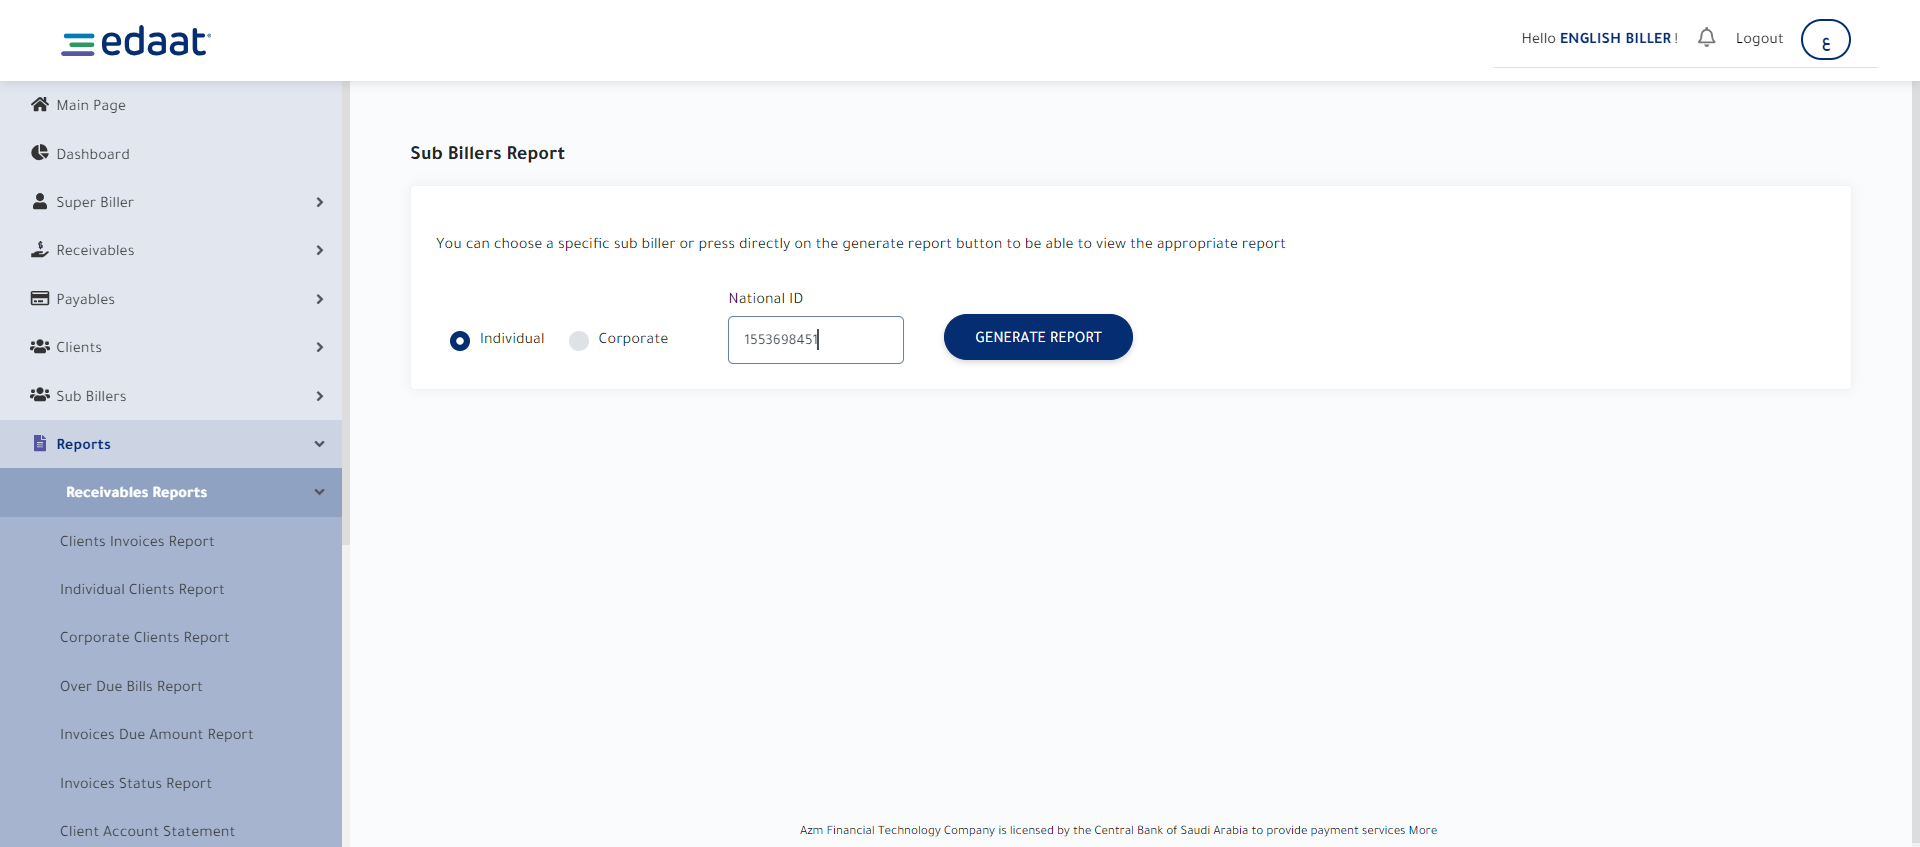 edaat
Hello ENGLISH BILLER !
Logout
ع
Main Page
Dashboard
Super Biller
Receivables
Payables
Clients
Sub Billers
Reports
Receivables Reports
Clients Invoices Report
Individual Clients Report
Corporate Clients Report
Over Due Bills Report
Invoices Due Amount Report
Invoices Status Report
Client Account Statement
Sub Billers Report
You can choose a specific sub biller or press directly on the generate report button to be able to view the appropriate report
Individual
Corporate
National ID
1553698451
GENERATE REPORT
Azm Financial Technology Company is licensed by the Central Bank of Saudi Arabia to provide payment services More